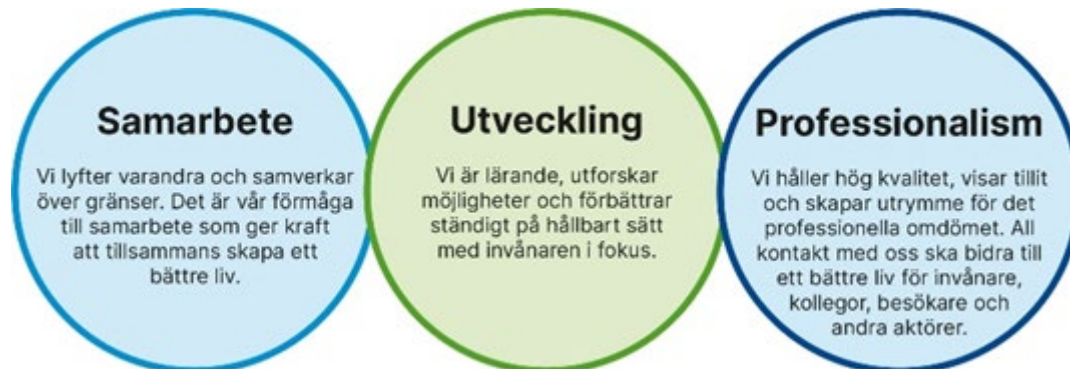 Samarbete
Vi lyfter varandra och samverkar
över gränser. Det är vår förmåga
till samarbete som ger kraft
att tillsammans skapa ett
bättre liv.
Utveckling
Vi är lärande, utforskar
möjligheter och förbättrar
ständigt på hållbart sätt
med invånaren i fokus.
Professionalism
Vi håller hög kvalitet, visar tillit
och skapar utrymme för det
professionella omdömet. All
kontakt med oss ska bidra till
ett bättre liv för invånare,
kollegor, besökare och
andra aktörer.